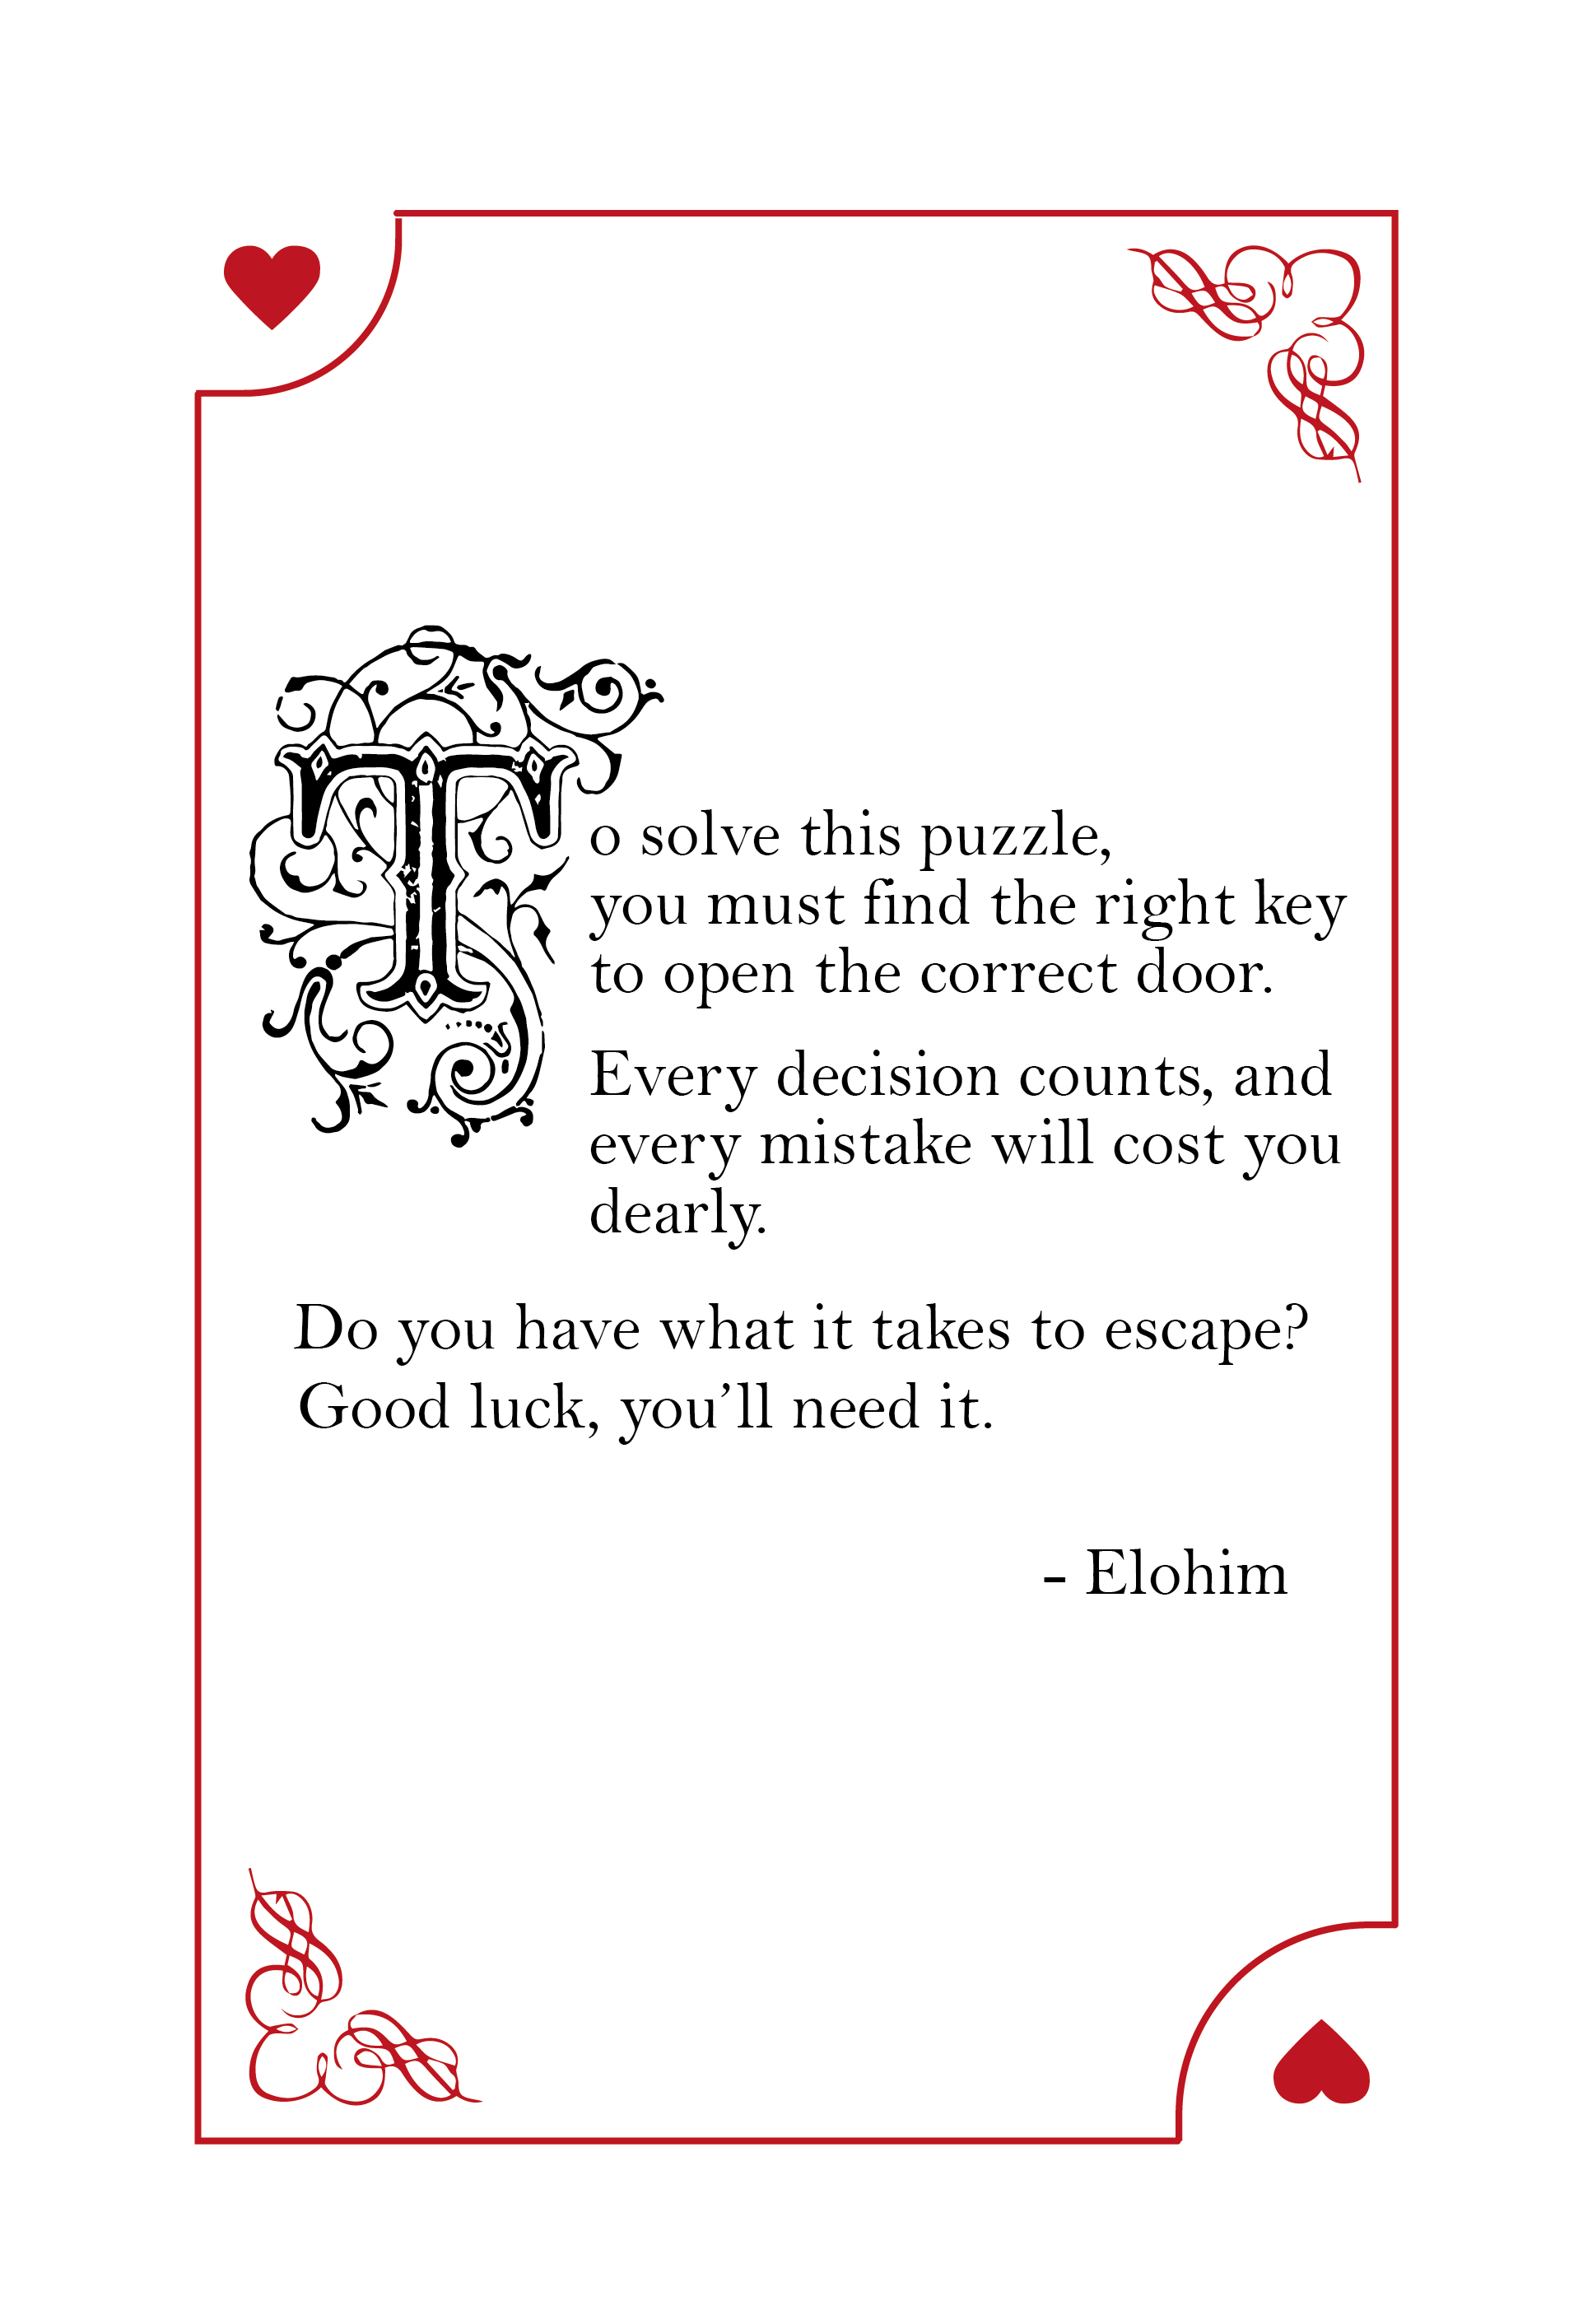 To solve this puzzle,
you must find the right key
to open the correct door.
Every decision counts, and
every mistake will cost you
dearly.
Do you have what it takes to escape?
Good luck, you’ll need it.
- Elohim